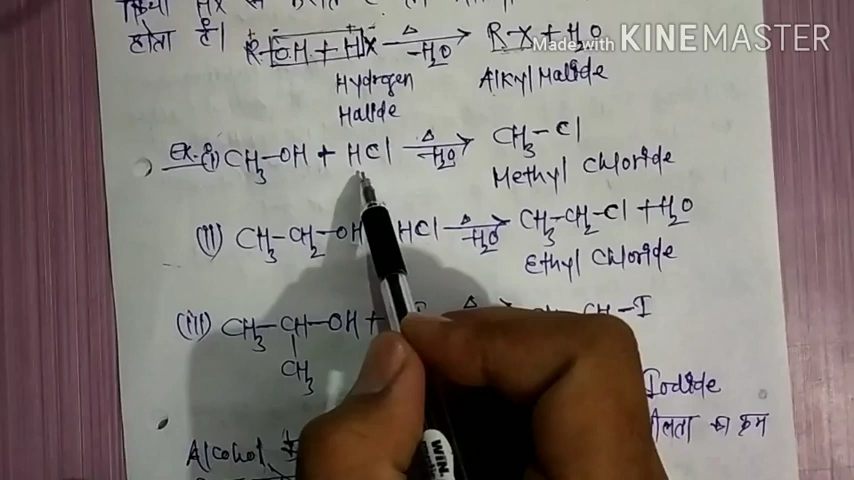 क्रिया HX से
होता है। R-OH + HX —Δ/-H₂O→ R-X + H₂O
Made with KINEMASTER
Hydrogen Alkyl Halide
Halide
Ex.⇒(i) CH₃-OH + HCl —Δ/-H₂O→ CH₃-Cl
Methyl Chloride
(ii) CH₃-CH₂-OH HCl —Δ/-H₂O→ CH₃-CH₂-Cl + H₂O
Ethyl Chloride
(iii) CH₃-CH-OH + Δ→ CH-I
CH₃
Iodide
Alcohol का क्रम